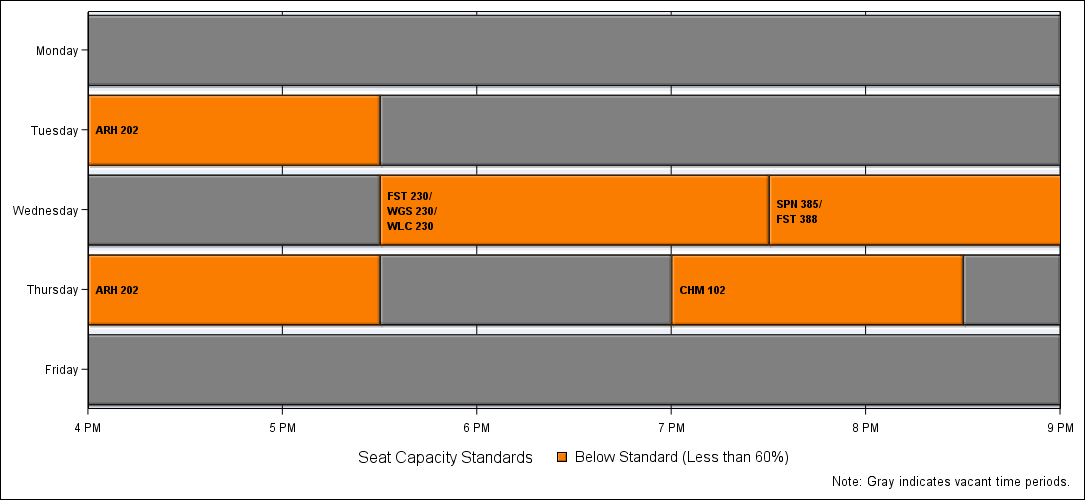 Monday
Tuesday
ARH 202
Wednesday
FST 230/
WGS 230/
WLC 230
SPN 385/
FST 388
Thursday
ARH 202
CHM 102
Friday
4 PM 5 PM 6 PM 7 PM 8 PM 9 PM
Seat Capacity Standards Below Standard (Less than 60%)
Note: Gray indicates vacant time periods.